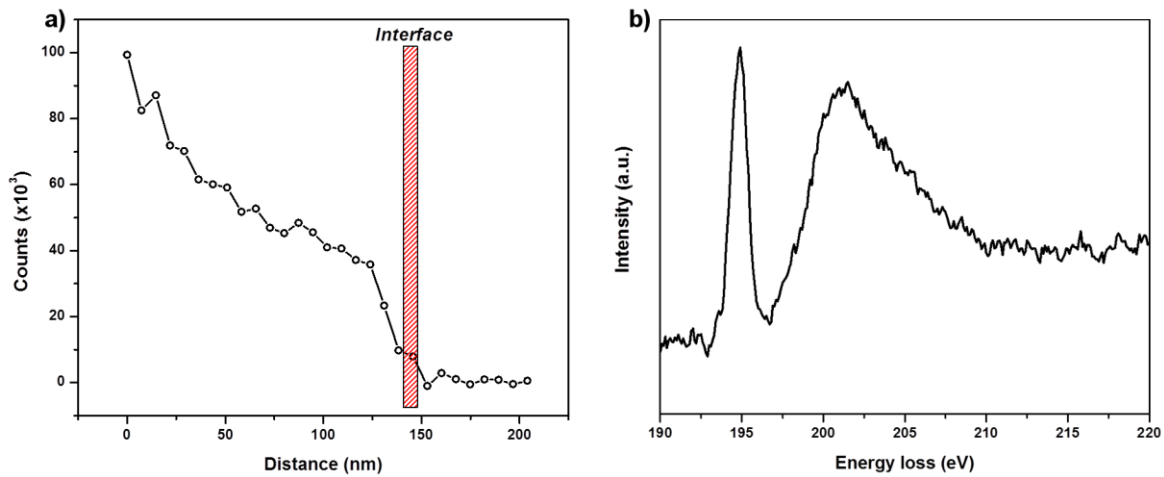 a)
Interface
Counts (x10³)
100
80
60
40
20
0
0 50 100 150 200
Distance (nm)
b)
Intensity (a.u.)
190 195 200 205 210 215 220
Energy loss (eV)